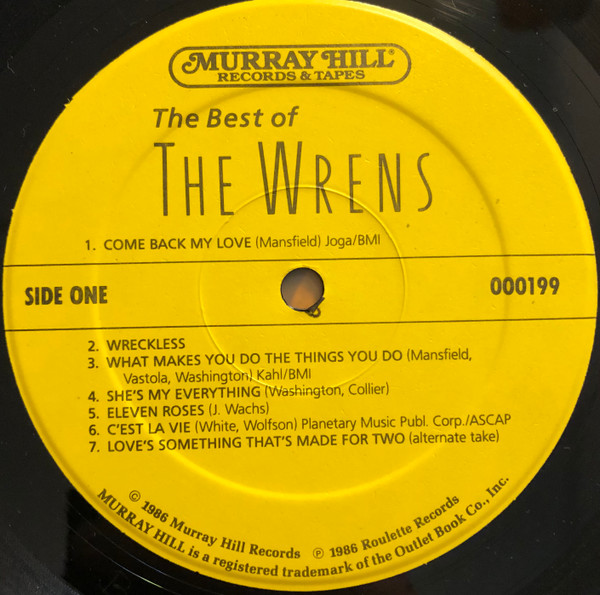 MURRAY HILL®
RECORDS & TAPES
The Best of
THE WRENS
1. COME BACK MY LOVE (Mansfield) Joga/BMI
SIDE ONE
000199
2. WRECKLESS
3. WHAT MAKES YOU DO THE THINGS YOU DO (Mansfield,
Vastola, Washington) Kahl/BMI
4. SHE'S MY EVERYTHING (Washington, Collier)
5. ELEVEN ROSES (J. Wachs)
6. C'EST LA VIE (White, Wolfson) Planetary Music Publ. Corp./ASCAP
7. LOVE'S SOMETHING THAT'S MADE FOR TWO (alternate take)
© 1986 Murray Hill Records ℗ 1986 Roulette Records
MURRAY HILL is a registered trademark of the Outlet Book Co., Inc.